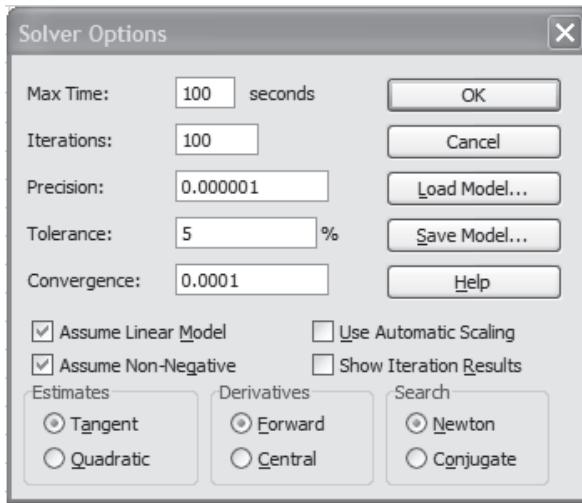 Solver Options
Max Time: 100 seconds
OK
Iterations: 100
Cancel
Precision: 0.000001
Load Model...
Tolerance: 5 %
Save Model...
Convergence: 0.0001
Help
Assume Linear Model
Use Automatic Scaling
Assume Non-Negative
Show Iteration Results
Estimates
Tangent
Quadratic
Derivatives
Forward
Central
Search
Newton
Conjugate